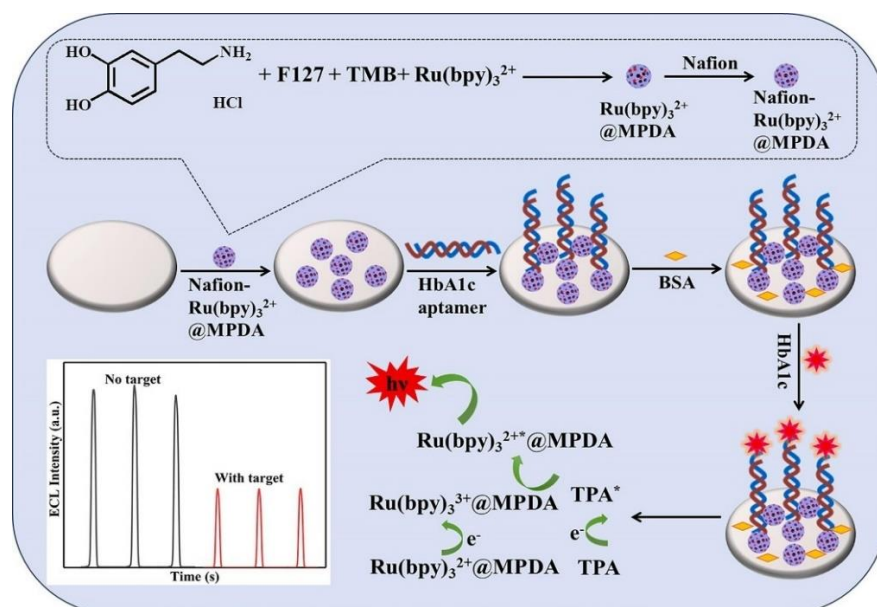 HO
HO
NH₂
HCl
+ F127 + TMB+ Ru(bpy)₃²⁺
Nafion
Ru(bpy)₃²⁺
@MPDA
Nafion-
Ru(bpy)₃²⁺
@MPDA
Nafion-
Ru(bpy)₃²⁺
@MPDA
HbA1c
aptamer
BSA
HbA1c
No target
With target
ECL Intensity (a.u.)
Time (s)
hν
Ru(bpy)₃²⁺*@MPDA
Ru(bpy)₃³⁺@MPDA
TPA*
e⁻
e⁻
Ru(bpy)₃²⁺@MPDA
TPA